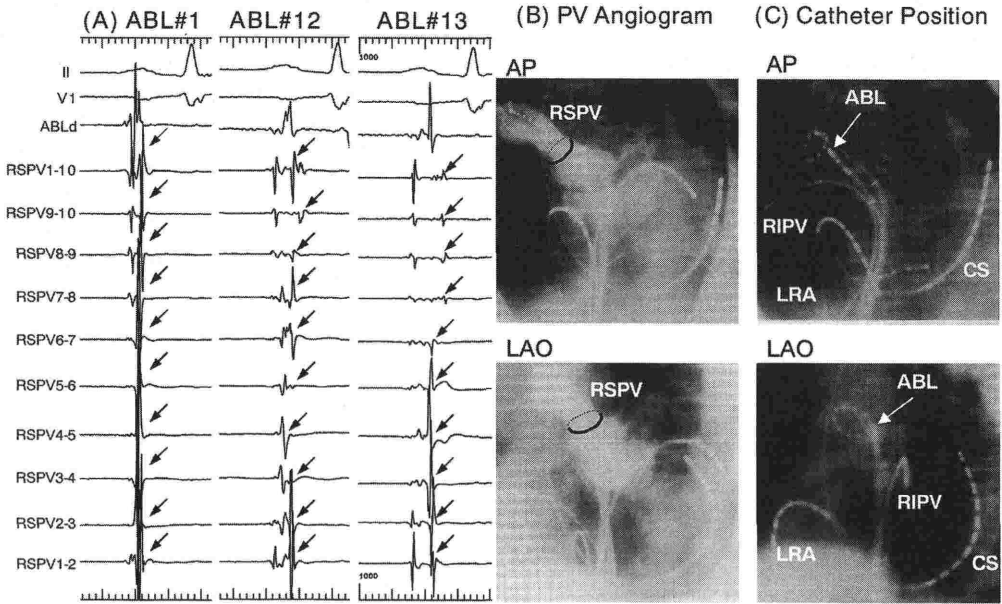 (A) ABL#1 ABL#12 ABL#13
(B) PV Angiogram
(C) Catheter Position
1000
II
V1
ABLd
RSPV1-10
RSPV9-10
RSPV8-9
RSPV7-8
RSPV6-7
RSPV5-6
RSPV4-5
RSPV3-4
RSPV2-3
RSPV1-2
1000
AP
RSPV
LAO
RSPV
AP
ABL
RIPV
LRA
CS
LAO
ABL
RIPV
LRA
CS